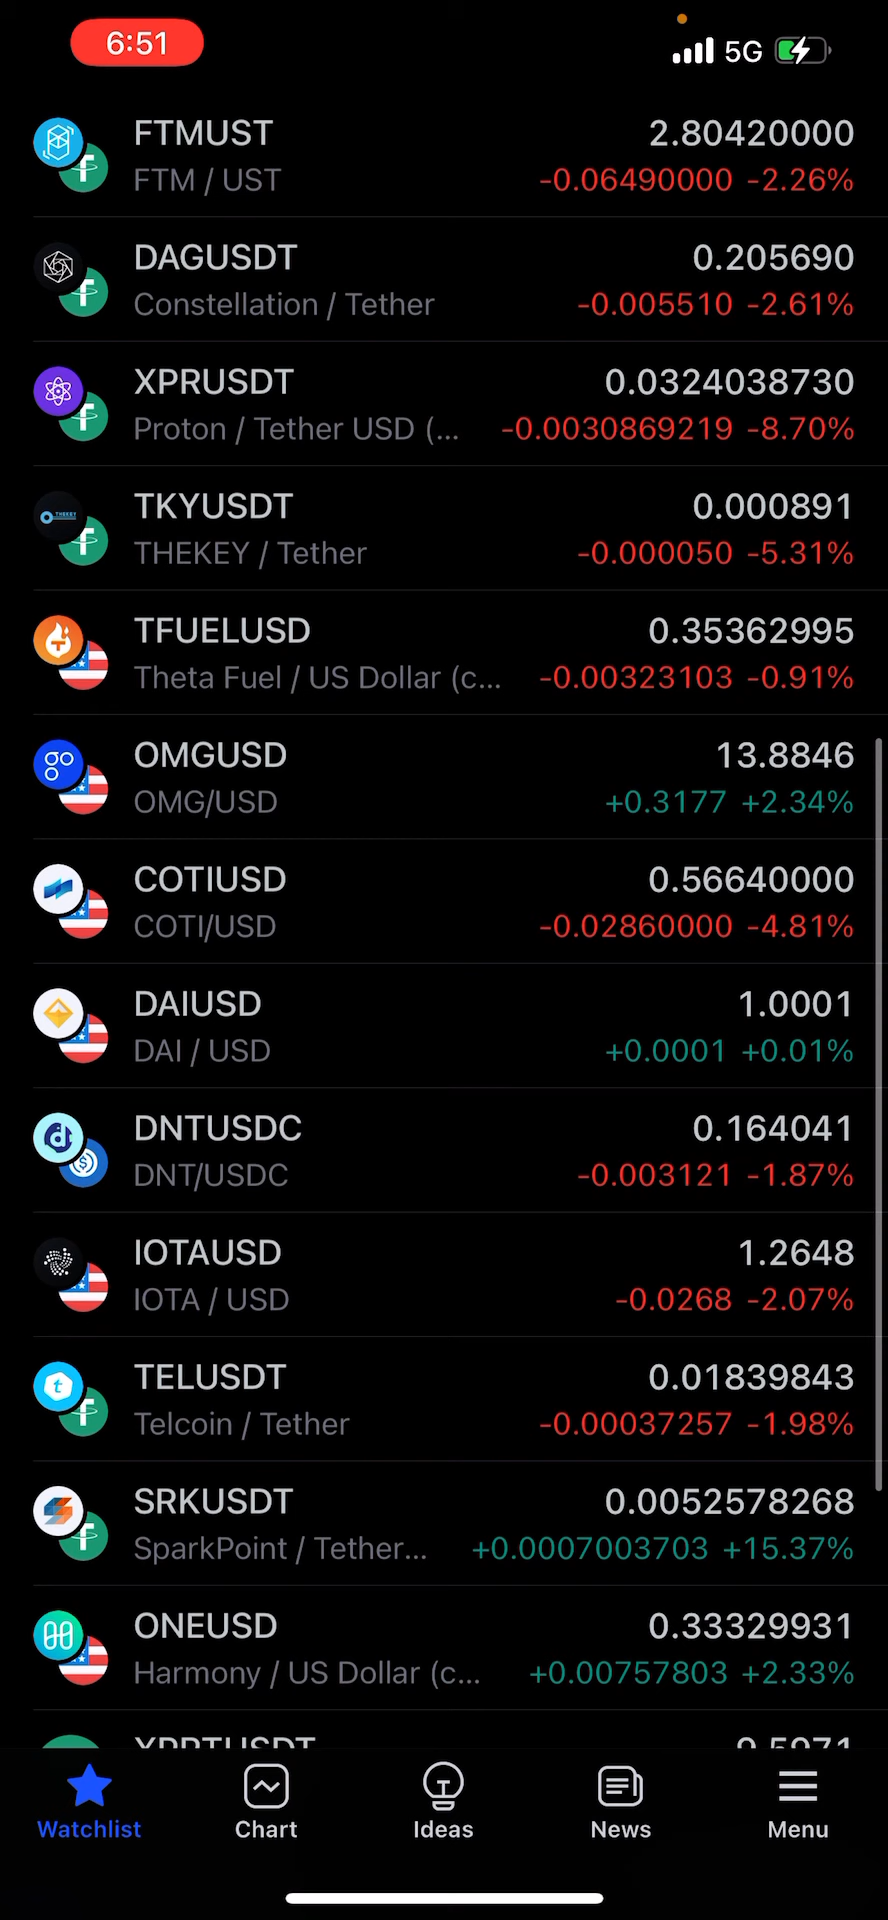 6:51
5G
FTMUST 2.80420000
FTM / UST -0.06490000 -2.26%
DAGUSDT 0.205690
Constellation / Tether -0.005510 -2.61%
XPRUSDT 0.0324038730
Proton / Tether USD (... -0.0030869219 -8.70%
THEKEY
TKYUSDT 0.000891
THEKEY / Tether -0.000050 -5.31%
TFUELUSD 0.35362995
Theta Fuel / US Dollar (c... -0.00323103 -0.91%
OMGUSD 13.8846
OMG/USD +0.3177 +2.34%
COTIUSD 0.56640000
COTI/USD -0.02860000 -4.81%
DAIUSD 1.0001
DAI / USD +0.0001 +0.01%
DNTUSDC 0.164041
DNT/USDC -0.003121 -1.87%
IOTAUSD 1.2648
IOTA / USD -0.0268 -2.07%
TELUSDT 0.01839843
Telcoin / Tether -0.00037257 -1.98%
SRKUSDT 0.0052578268
SparkPoint / Tether... +0.0007003703 +15.37%
ONEUSD 0.33329931
Harmony / US Dollar (c... +0.00757803 +2.33%
Watchlist Chart Ideas News Menu